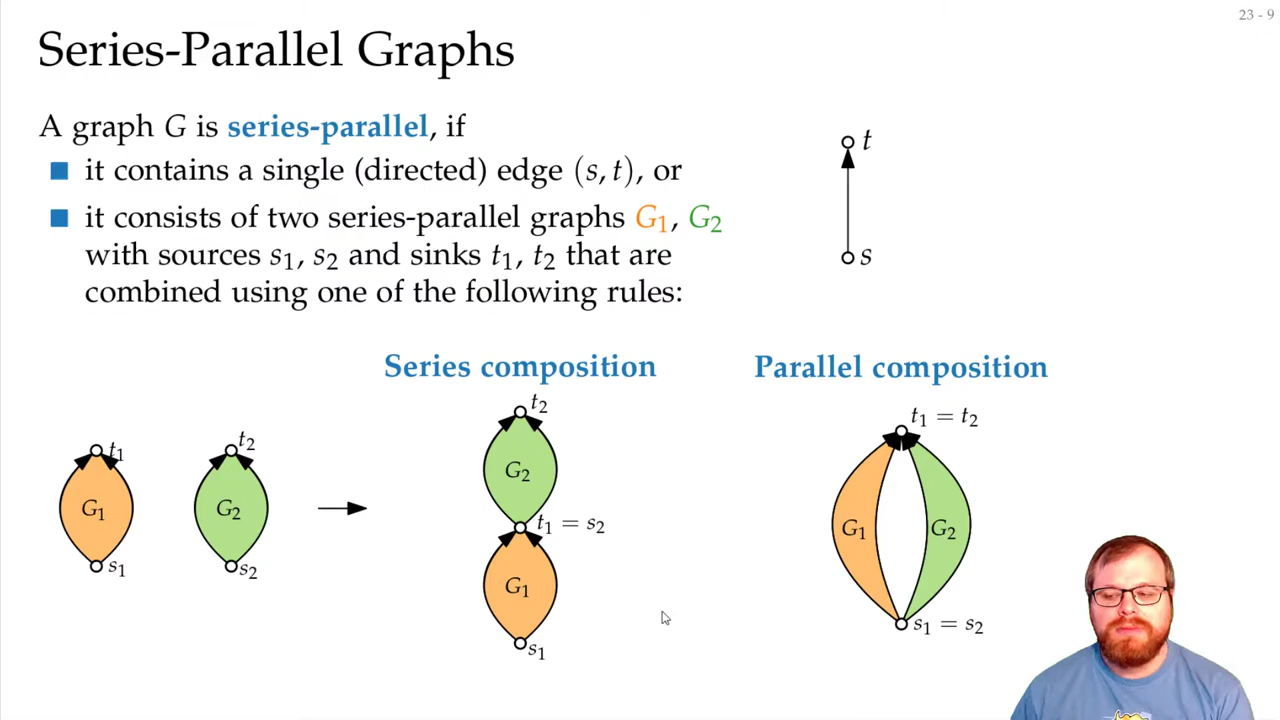 23 - 9
Series-Parallel Graphs
A graph G is series-parallel, if
it contains a single (directed) edge (s, t), or
it consists of two series-parallel graphs G₁, G₂
with sources s₁, s₂ and sinks t₁, t₂ that are
combined using one of the following rules:
t
s
Series composition
Parallel composition
t₁
G₁
s₁
t₂
G₂
s₂
t₂
G₂
t₁ = s₂
G₁
s₁
t₁ = t₂
G₁
G₂
s₁ = s₂